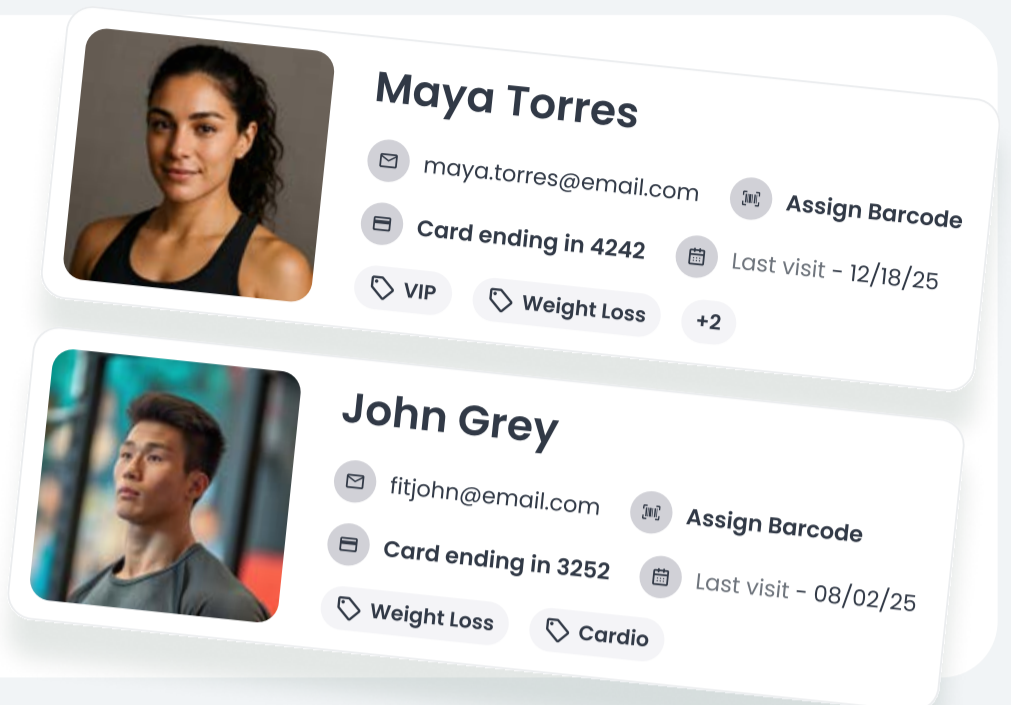 Maya Torres
maya.torres@email.com
Assign Barcode
Card ending in 4242
Last visit - 12/18/25
VIP
Weight Loss
+2
John Grey
fitjohn@email.com
Assign Barcode
Card ending in 3252
Last visit - 08/02/25
Weight Loss
Cardio